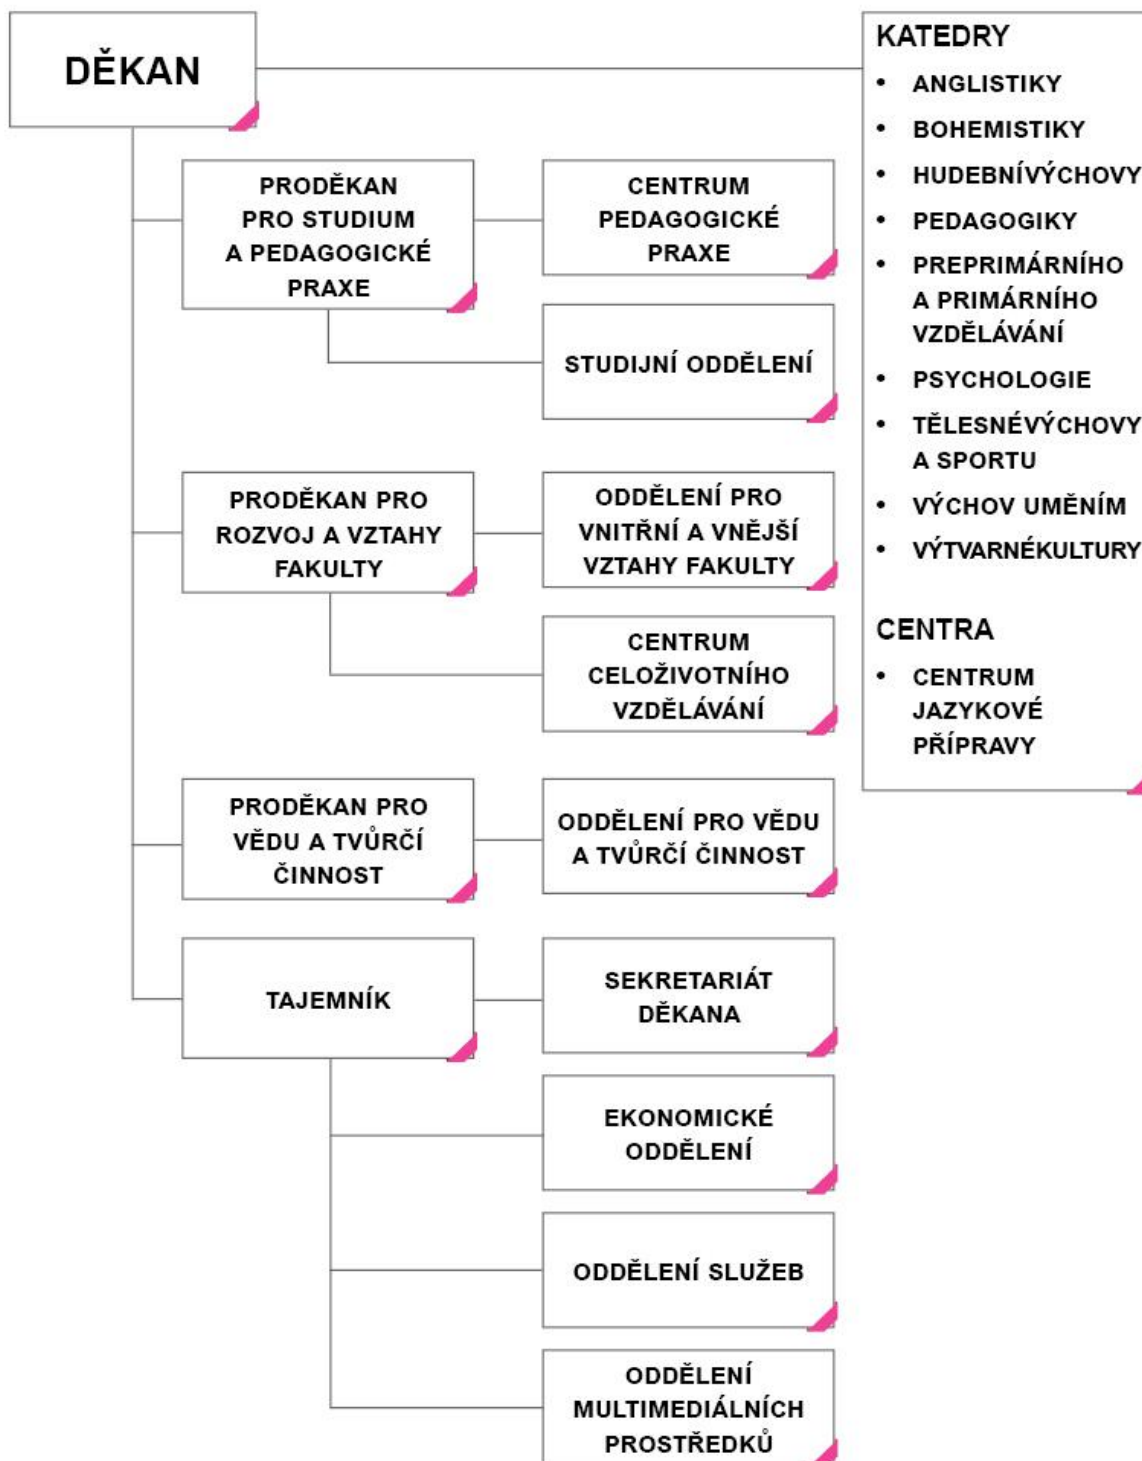 DĚKAN
PRODĚKAN
PRO STUDIUM
A PEDAGOGICKÉ
PRAXE
CENTRUM
PEDAGOGICKÉ
PRAXE
STUDIJNÍ ODDĚLENÍ
PRODĚKAN PRO
ROZVOJ A VZTAHY
FAKULTY
ODDĚLENÍ PRO
VNITŘNÍ A VNĚJŠÍ
VZTAHY FAKULTY
CENTRUM
CELOŽIVOTNÍHO
VZDĚLÁVÁNÍ
PRODĚKAN PRO
VĚDU A TVŮRČÍ
ČINNOST
ODDĚLENÍ PRO VĚDU
A TVŮRČÍ ČINNOST
TAJEMNÍK
SEKRETARIÁT
DĚKANA
EKONOMICKÉ
ODDĚLENÍ
ODDĚLENÍ SLUŽEB
ODDĚLENÍ
MULTIMEDIÁLNÍCH
PROSTŘEDKŮ
KATEDRY
• ANGLISTIKY
• BOHEMISTIKY
• HUDEBNÍVÝCHOVY
• PEDAGOGIKY
• PREPRIMÁRNÍHO
A PRIMÁRNÍHO
VZDĚLÁVÁNÍ
• PSYCHOLOGIE
• TĚLESNÉVÝCHOVY
A SPORTU
• VÝCHOV UMĚNÍM
• VÝTVARNÉKULTURY
CENTRA
• CENTRUM
JAZYKOVÉ
PŘÍPRAVY